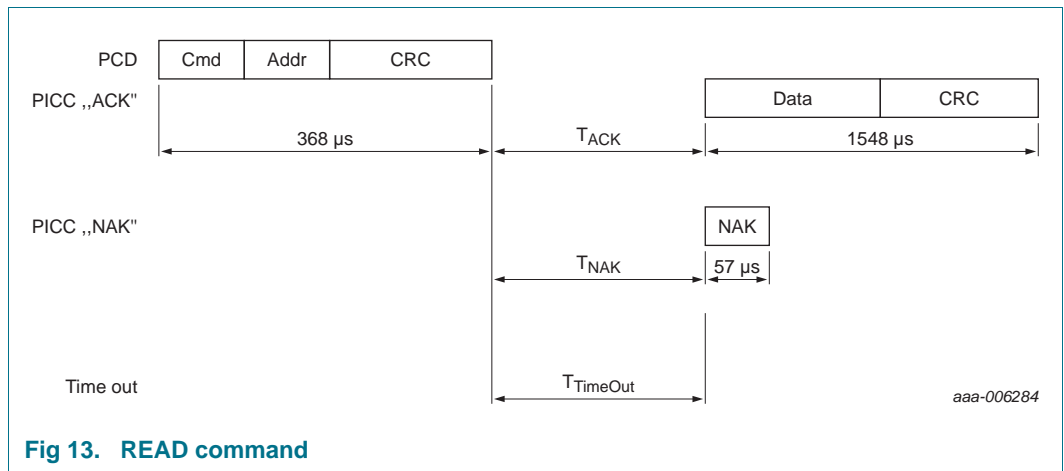 PCD Cmd Addr CRC
PICC ,,ACK" Data CRC
368 µs TACK 1548 µs
PICC ,,NAK" NAK
TNAK 57 µs
Time out TTimeOut aaa-006284
Fig 13. READ command